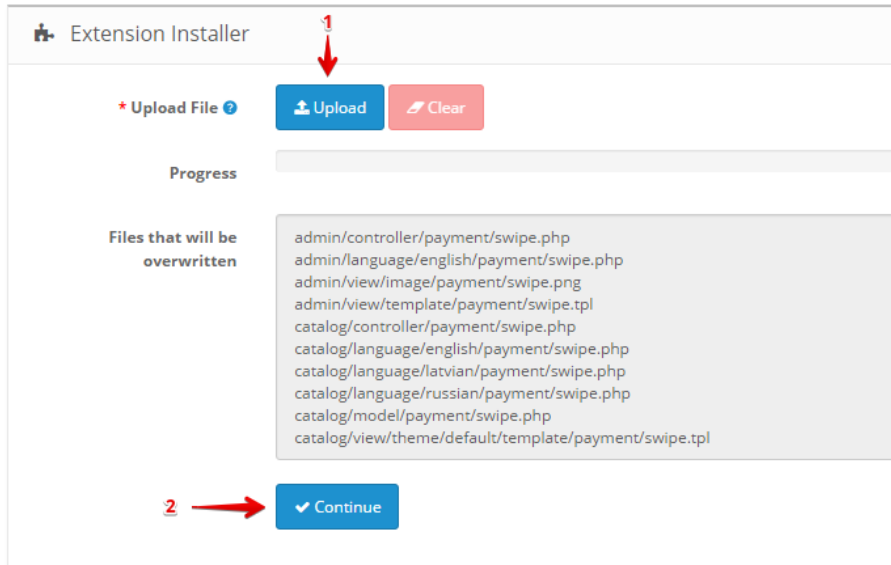 1
Extension Installer
* Upload File ? Upload Clear
Progress
Files that will be
overwritten
admin/controller/payment/swipe.php
admin/language/english/payment/swipe.php
admin/view/image/payment/swipe.png
admin/view/template/payment/swipe.tpl
catalog/controller/payment/swipe.php
catalog/language/english/payment/swipe.php
catalog/language/latvian/payment/swipe.php
catalog/language/russian/payment/swipe.php
catalog/model/payment/swipe.php
catalog/view/theme/default/template/payment/swipe.tpl
2 Continue